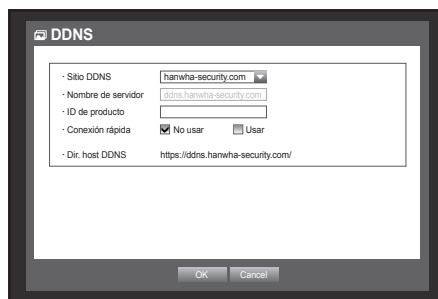 DDNS
· Sitio DDNS hanwha-security.com
· Nombre de servidor ddns.hanwha-security.com
· ID de producto
· Conexión rápida No usar Usar
· Dir. host DDNS https://ddns.hanwha-security.com/
OK Cancel